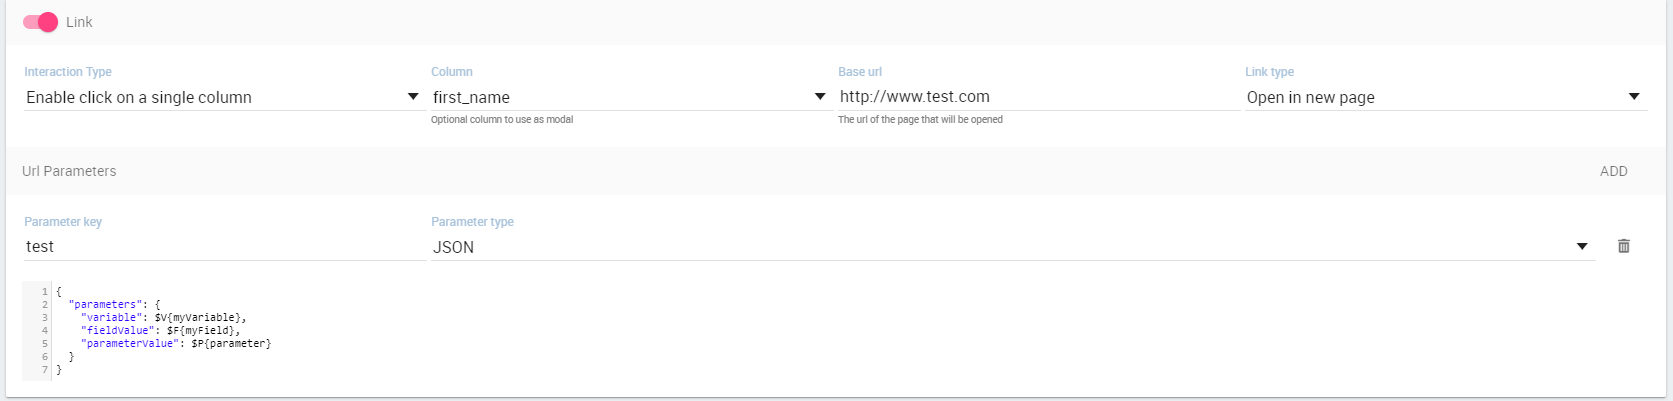 Link
Interaction Type
Column
Base url
Link type
Enable click on a single column
first_name
http://www.test.com
Open in new page
Optional column to use as modal
The url of the page that will be opened
Url Parameters
ADD
Parameter key
Parameter type
test
JSON
1 {
2   "parameters": {
3     "variable": $V{myVariable},
4     "fieldValue": $F{myField},
5     "parameterValue": $P{parameter}
6   }
7 }